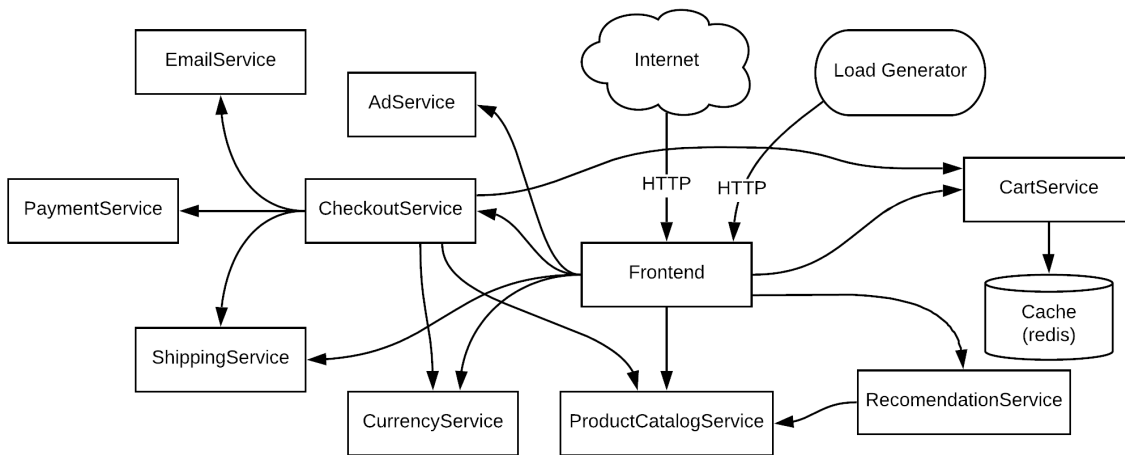 EmailService
Internet
Load Generator
AdService
HTTP
HTTP
PaymentService
CheckoutService
CartService
Frontend
Cache
(redis)
ShippingService
RecomendationService
CurrencyService
ProductCatalogService